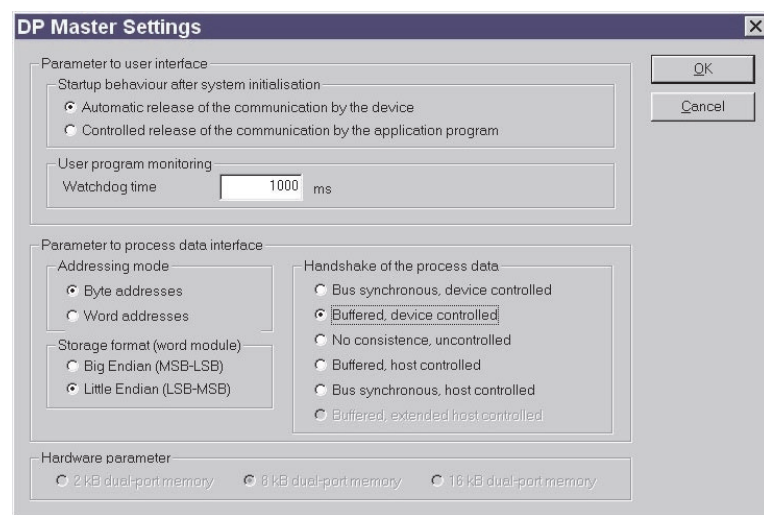 DP Master Settings
Parameter to user interface
Startup behaviour after system initialisation
Automatic release of the communication by the device
Controlled release of the communication by the application program
User program monitoring
Watchdog time 1000 ms
OK
Cancel
Parameter to process data interface
Addressing mode
Byte addresses
Word addresses
Storage format (word module)
Big Endian (MSB-LSB)
Little Endian (LSB-MSB)
Handshake of the process data
Bus synchronous, device controlled
Buffered, device controlled
No consistence, uncontrolled
Buffered, host controlled
Bus synchronous, host controlled
Buffered, extended host controlled
Hardware parameter
2 kB dual-port memory 8 kB dual-port memory 16 kB dual-port memory